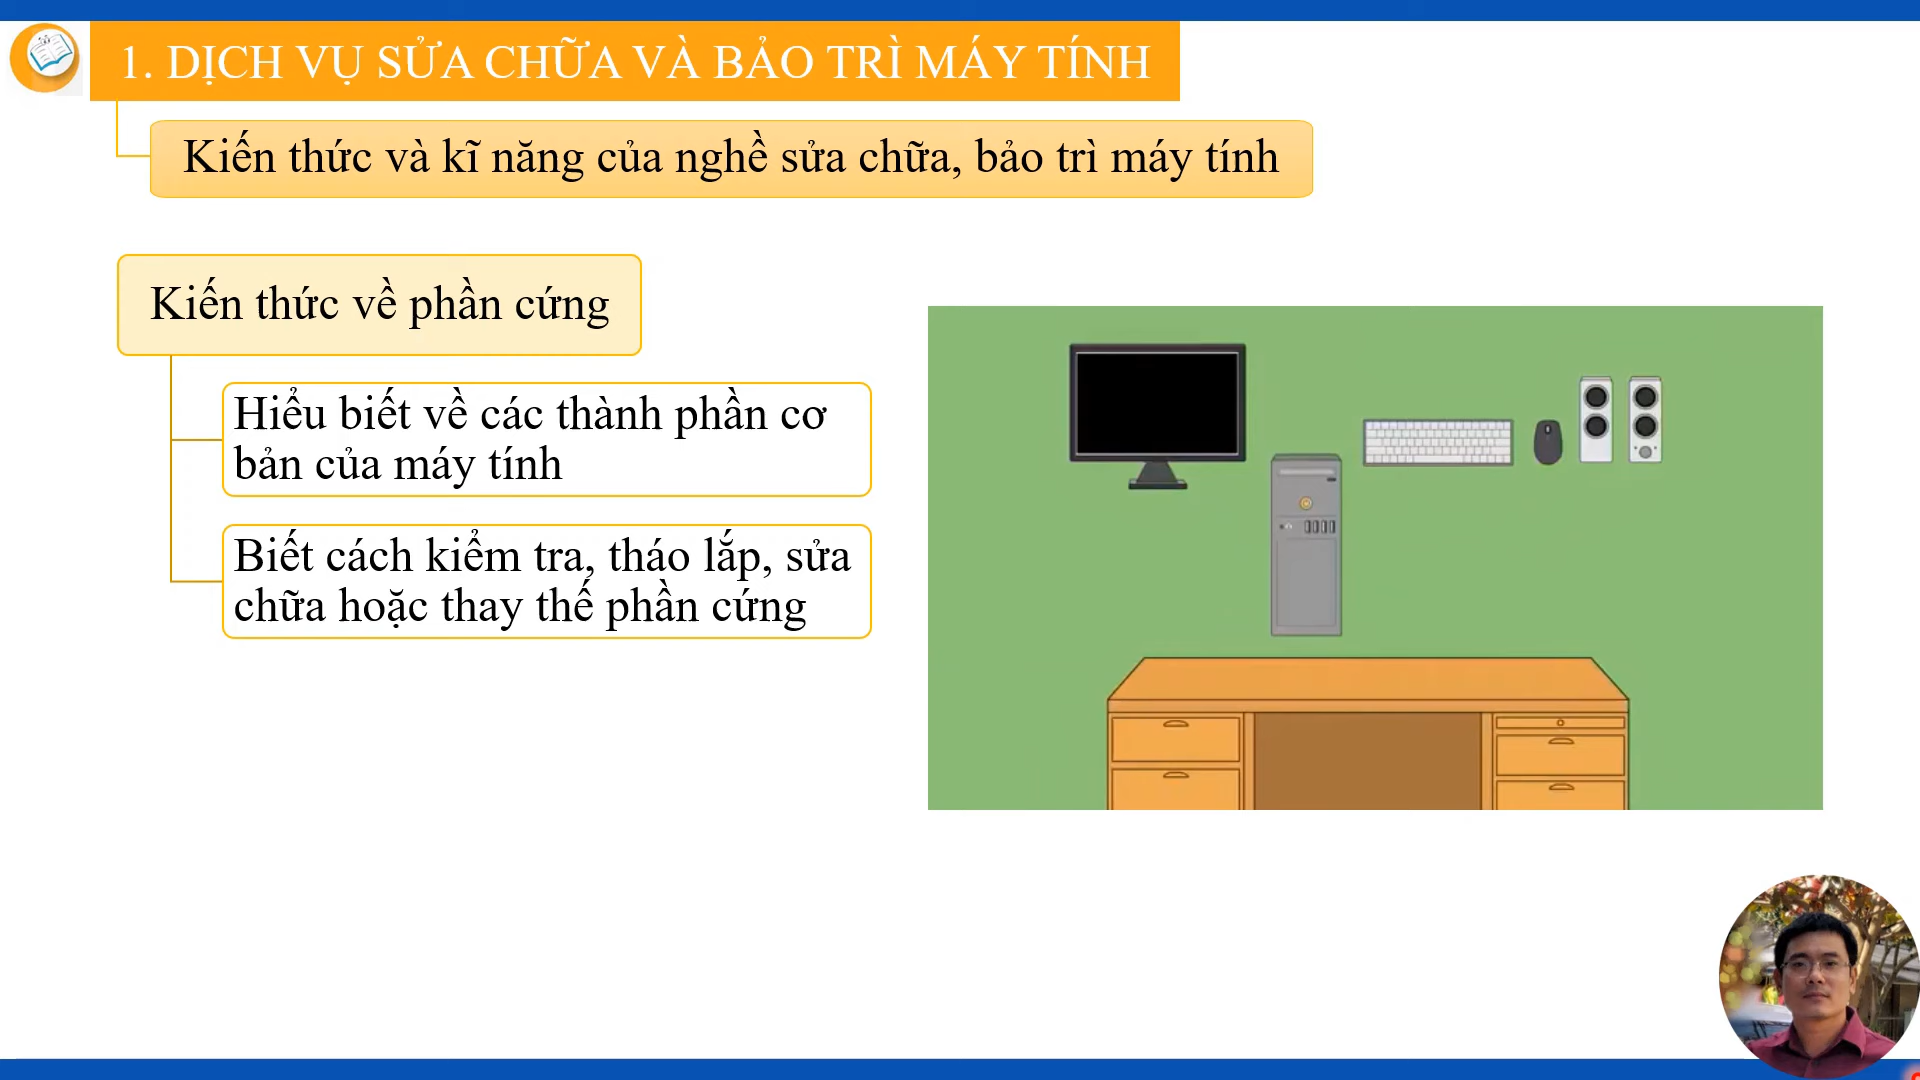 1. DỊCH VỤ SỬA CHỮA VÀ BẢO TRÌ MÁY TÍNH
Kiến thức và kĩ năng của nghề sửa chữa, bảo trì máy tính
Kiến thức về phần cứng
Hiểu biết về các thành phần cơ
bản của máy tính
Biết cách kiểm tra, tháo lắp, sửa
chữa hoặc thay thế phần cứng